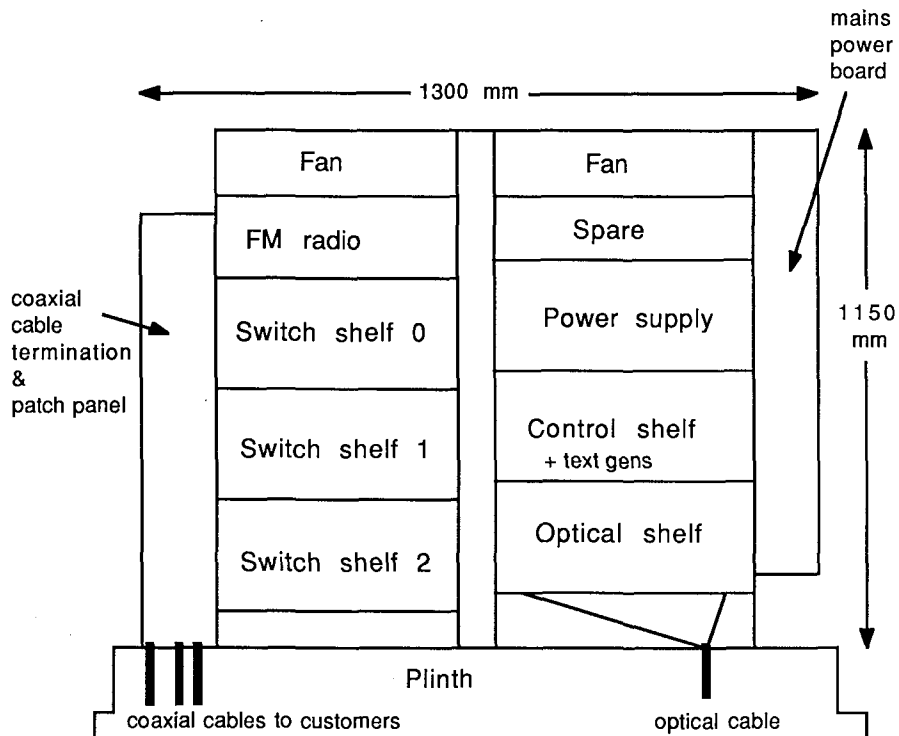 mains
power
board
1300 mm
Fan
Fan
FM radio
Spare
coaxial
cable
termination
&
patch panel
Switch shelf 0
Power supply
1150
mm
Switch shelf 1
Control shelf
+ text gens
Switch shelf 2
Optical shelf
Plinth
coaxial cables to customers
optical cable